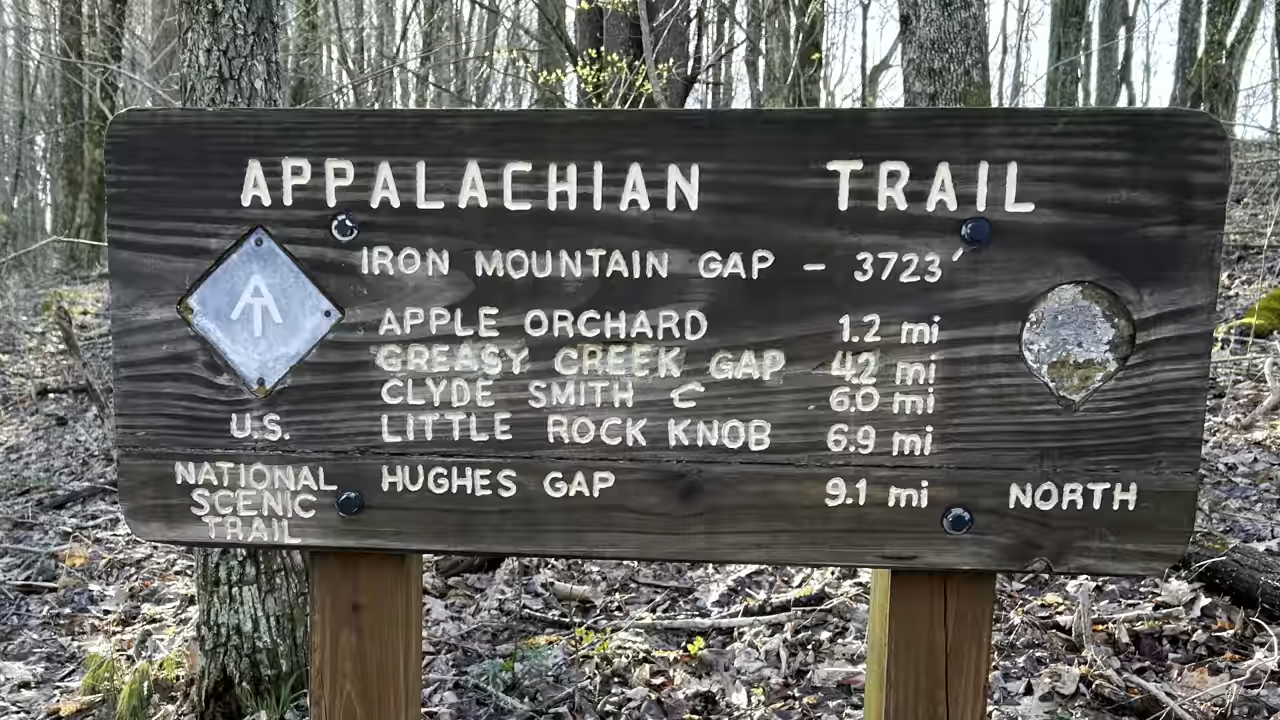 APPALACHIAN TRAIL
IRON MOUNTAIN GAP - 3723'
APPLE ORCHARD 1.2 mi
GREASY CREEK GAP 4.2 mi
CLYDE SMITH C 6.0 mi
LITTLE ROCK KNOB 6.9 mi
HUGHES GAP 9.1 mi
U.S.
NATIONAL
SCENIC
TRAIL
NORTH